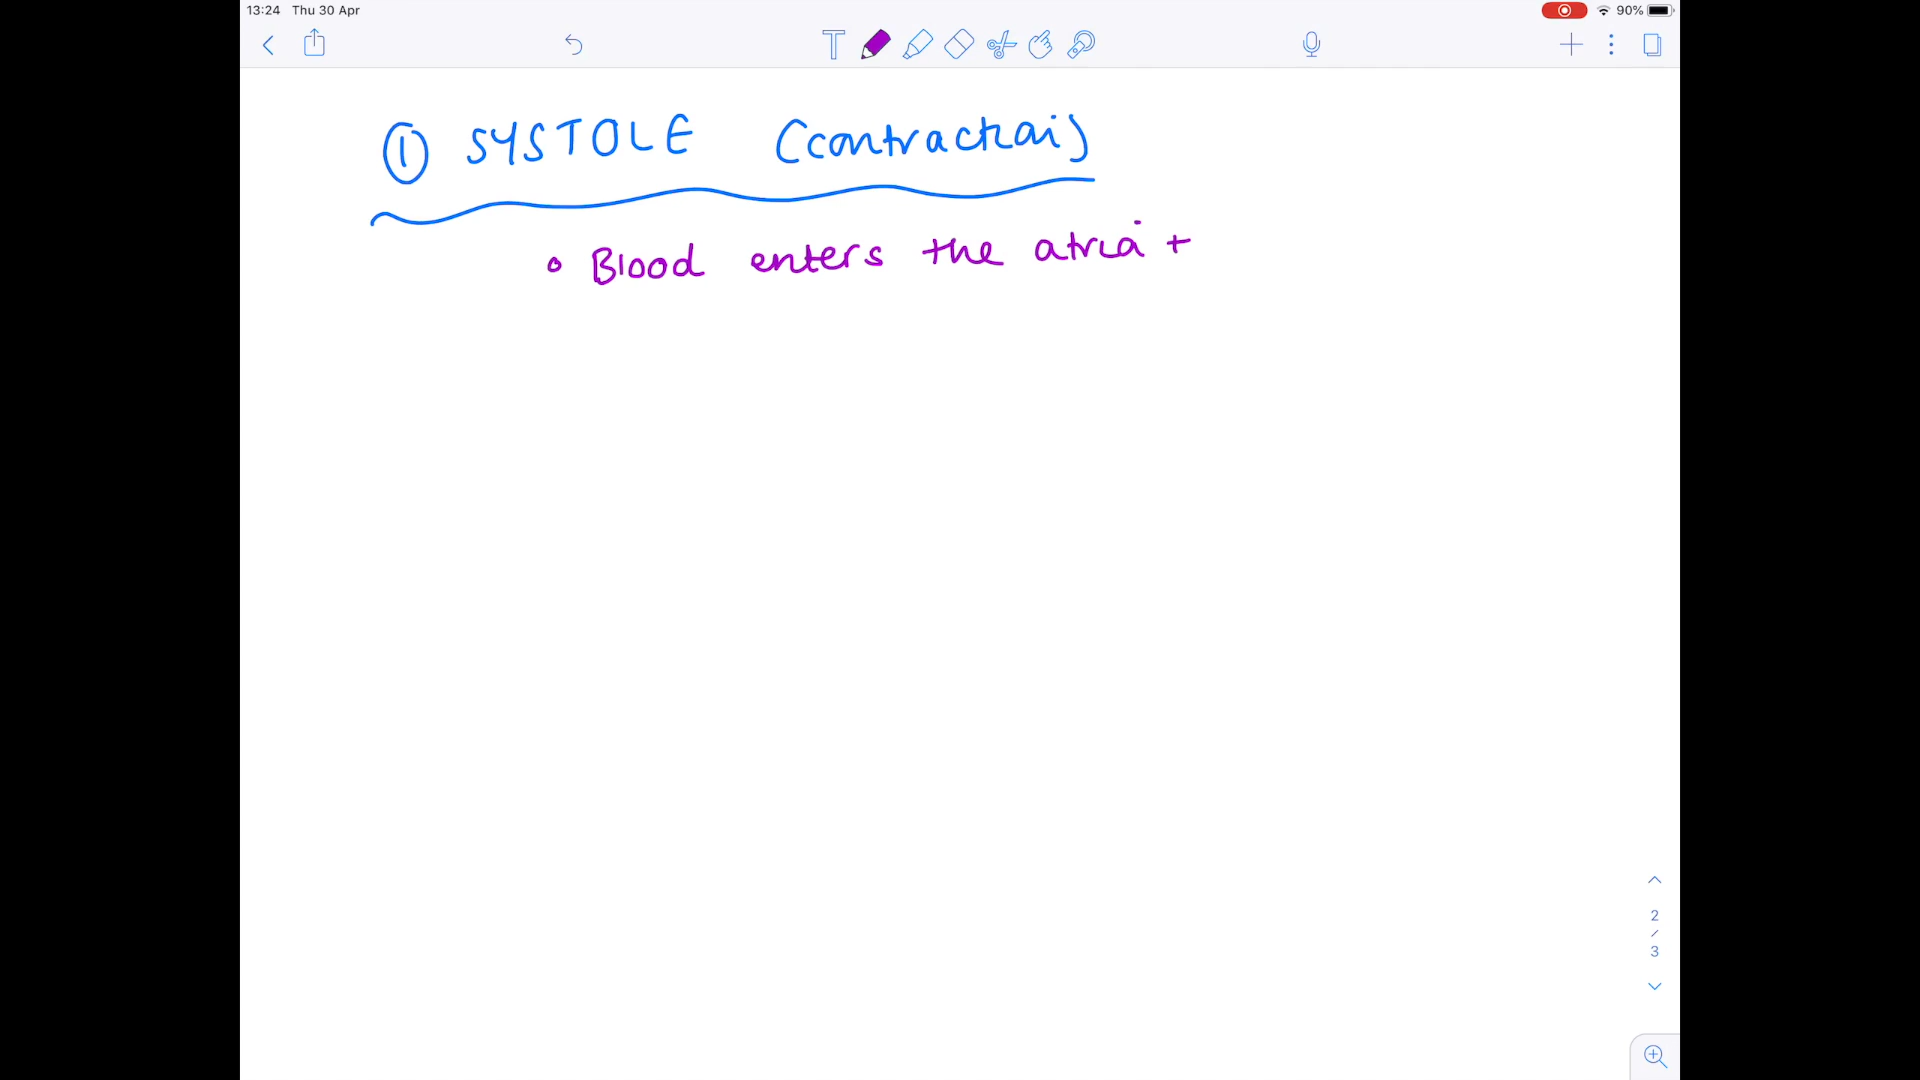 13:24 Thu 30 Apr 90%
① SYSTOLE (contraction)
• Blood enters the atria +
2
/
3